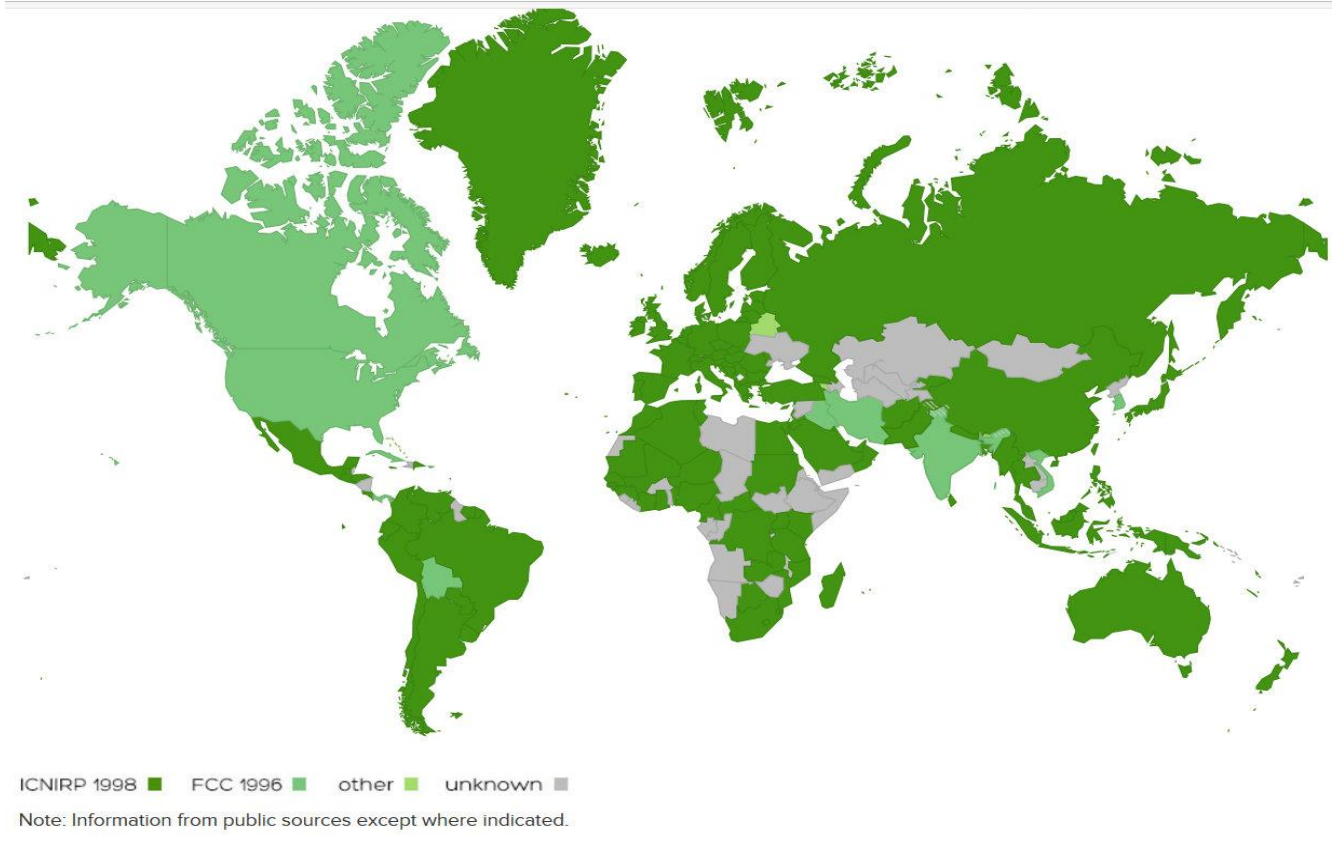 ICNIRP 1998 FCC 1996 other unknown
Note: Information from public sources except where indicated.